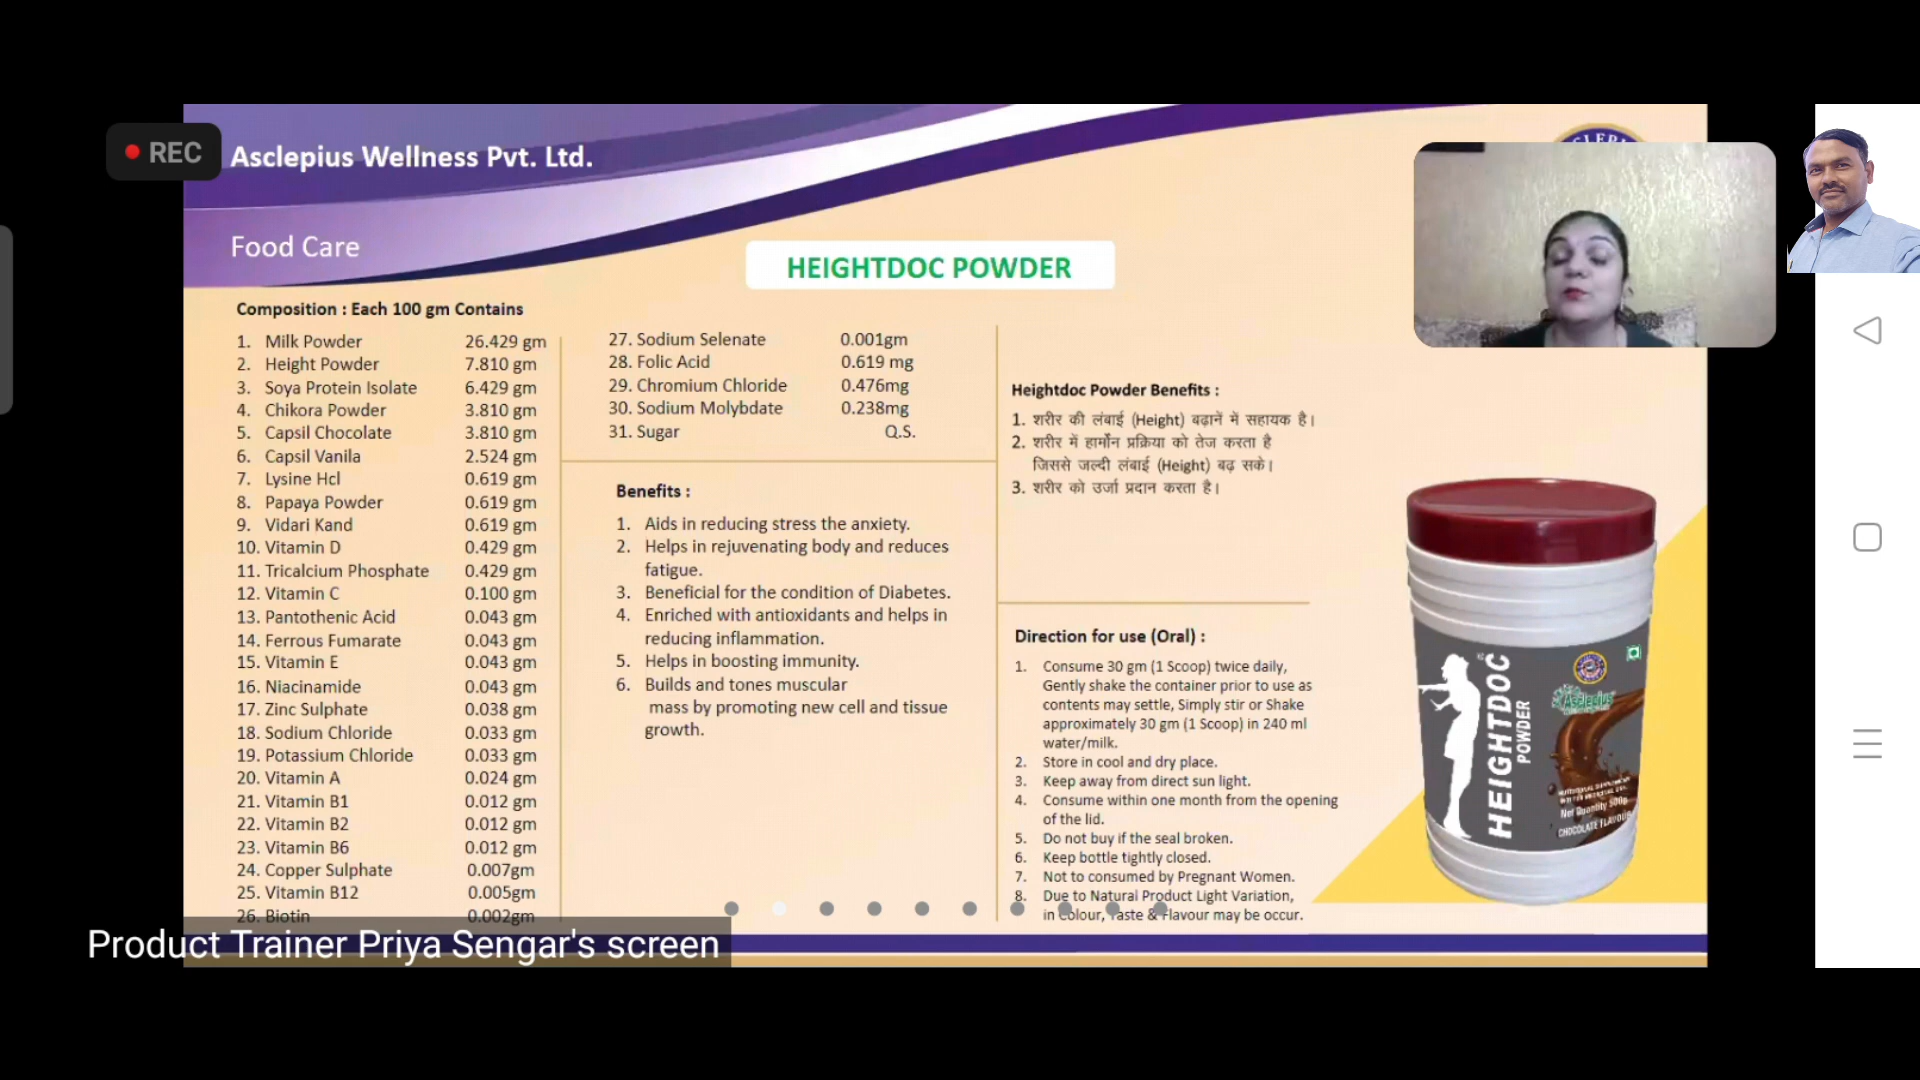 REC
Asclepius Wellness Pvt. Ltd.
Food Care
HEIGHTDOC POWDER
Composition : Each 100 gm Contains
1. Milk Powder 26.429 gm
2. Height Powder 7.810 gm
3. Soya Protein Isolate 6.429 gm
4. Chikora Powder 3.810 gm
5. Capsil Chocolate 3.810 gm
6. Capsil Vanila 2.524 gm
7. Lysine Hcl 0.619 gm
8. Papaya Powder 0.619 gm
9. Vidari Kand 0.619 gm
10. Vitamin D 0.429 gm
11. Tricalcium Phosphate 0.429 gm
12. Vitamin C 0.100 gm
13. Pantothenic Acid 0.043 gm
14. Ferrous Fumarate 0.043 gm
15. Vitamin E 0.043 gm
16. Niacinamide 0.043 gm
17. Zinc Sulphate 0.038 gm
18. Sodium Chloride 0.033 gm
19. Potassium Chloride 0.033 gm
20. Vitamin A 0.024 gm
21. Vitamin B1 0.012 gm
22. Vitamin B2 0.012 gm
23. Vitamin B6 0.012 gm
24. Copper Sulphate 0.007gm
25. Vitamin B12 0.005gm
26. Biotin 0.002gm
27. Sodium Selenate 0.001gm
28. Folic Acid 0.619 mg
29. Chromium Chloride 0.476mg
30. Sodium Molybdate 0.238mg
31. Sugar Q.S.
Benefits :
1. Aids in reducing stress the anxiety.
2. Helps in rejuvenating body and reduces
fatigue.
3. Beneficial for the condition of Diabetes.
4. Enriched with antioxidants and helps in
reducing inflammation.
5. Helps in boosting immunity.
6. Builds and tones muscular
mass by promoting new cell and tissue
growth.
Heightdoc Powder Benefits :
1. शरीर की लंबाई (Height) बढ़ानें में सहायक है।
2. शरीर में हार्मोन प्रक्रिया को तेज करता है
जिससे जल्दी लंबाई (Height) बढ़ सके।
3. शरीर को उर्जा प्रदान करता है।
Direction for use (Oral) :
1. Consume 30 gm (1 Scoop) twice daily,
Gently shake the container prior to use as
contents may settle, Simply stir or Shake
approximately 30 gm (1 Scoop) in 240 ml
water/milk.
2. Store in cool and dry place.
3. Keep away from direct sun light.
4. Consume within one month from the opening
of the lid.
5. Do not buy if the seal broken.
6. Keep bottle tightly closed.
7. Not to consumed by Pregnant Women.
8. Due to Natural Product Light Variation,
in Colour, Taste & Flavour may be occur.
HEIGHTDOC
POWDER
Asclepius
Net Quantity 500g
CHOCOLATE FLAVOUR
Product Trainer Priya Sengar's screen